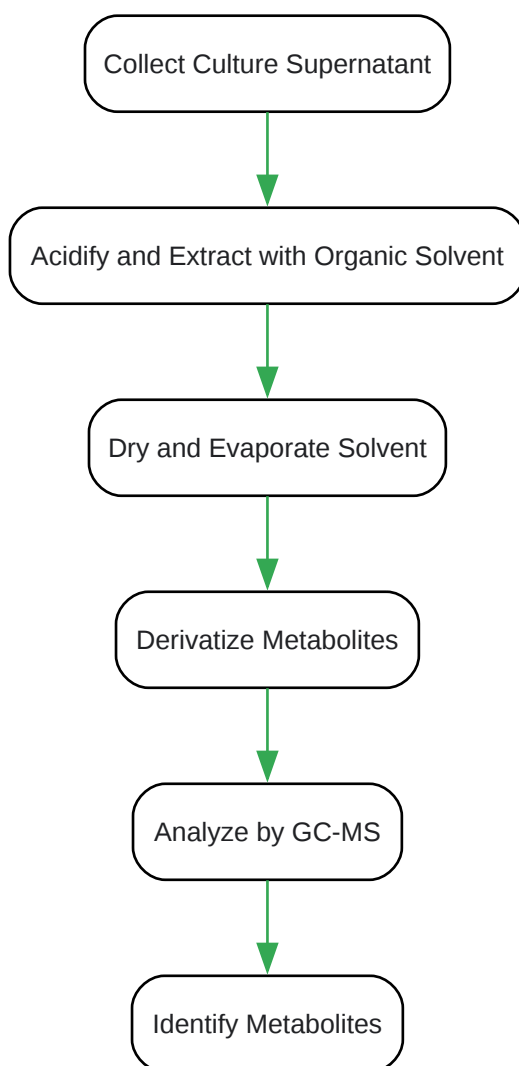 Collect Culture Supernatant
Acidify and Extract with Organic Solvent
Dry and Evaporate Solvent
Derivatize Metabolites
Analyze by GC-MS
Identify Metabolites